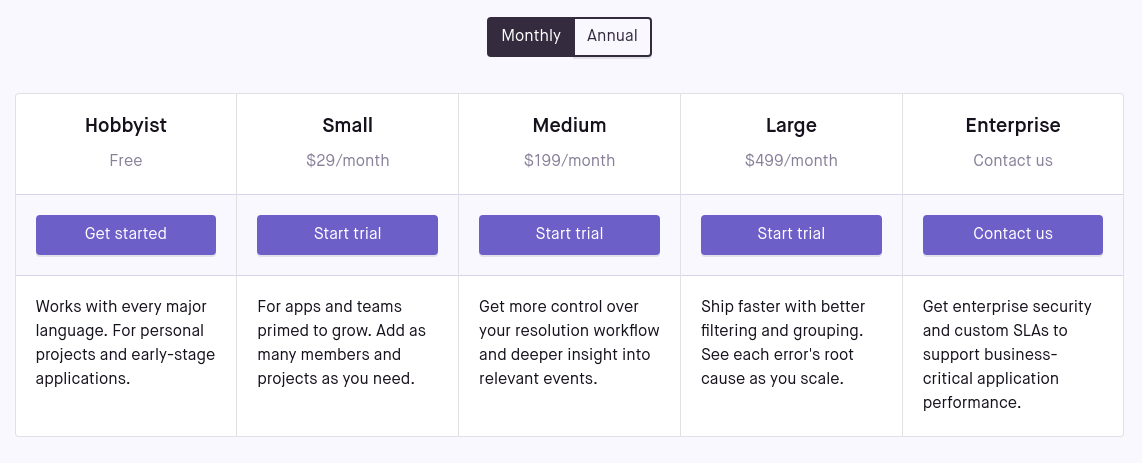 Monthly Annual
Hobbyist
Free
Get started
Works with every major
language. For personal
projects and early-stage
applications.
Small
$29/month
Start trial
For apps and teams
primed to grow. Add as
many members and
projects as you need.
Medium
$199/month
Start trial
Get more control over
your resolution workflow
and deeper insight into
relevant events.
Large
$499/month
Start trial
Ship faster with better
filtering and grouping.
See each error's root
cause as you scale.
Enterprise
Contact us
Contact us
Get enterprise security
and custom SLAs to
support business-
critical application
performance.